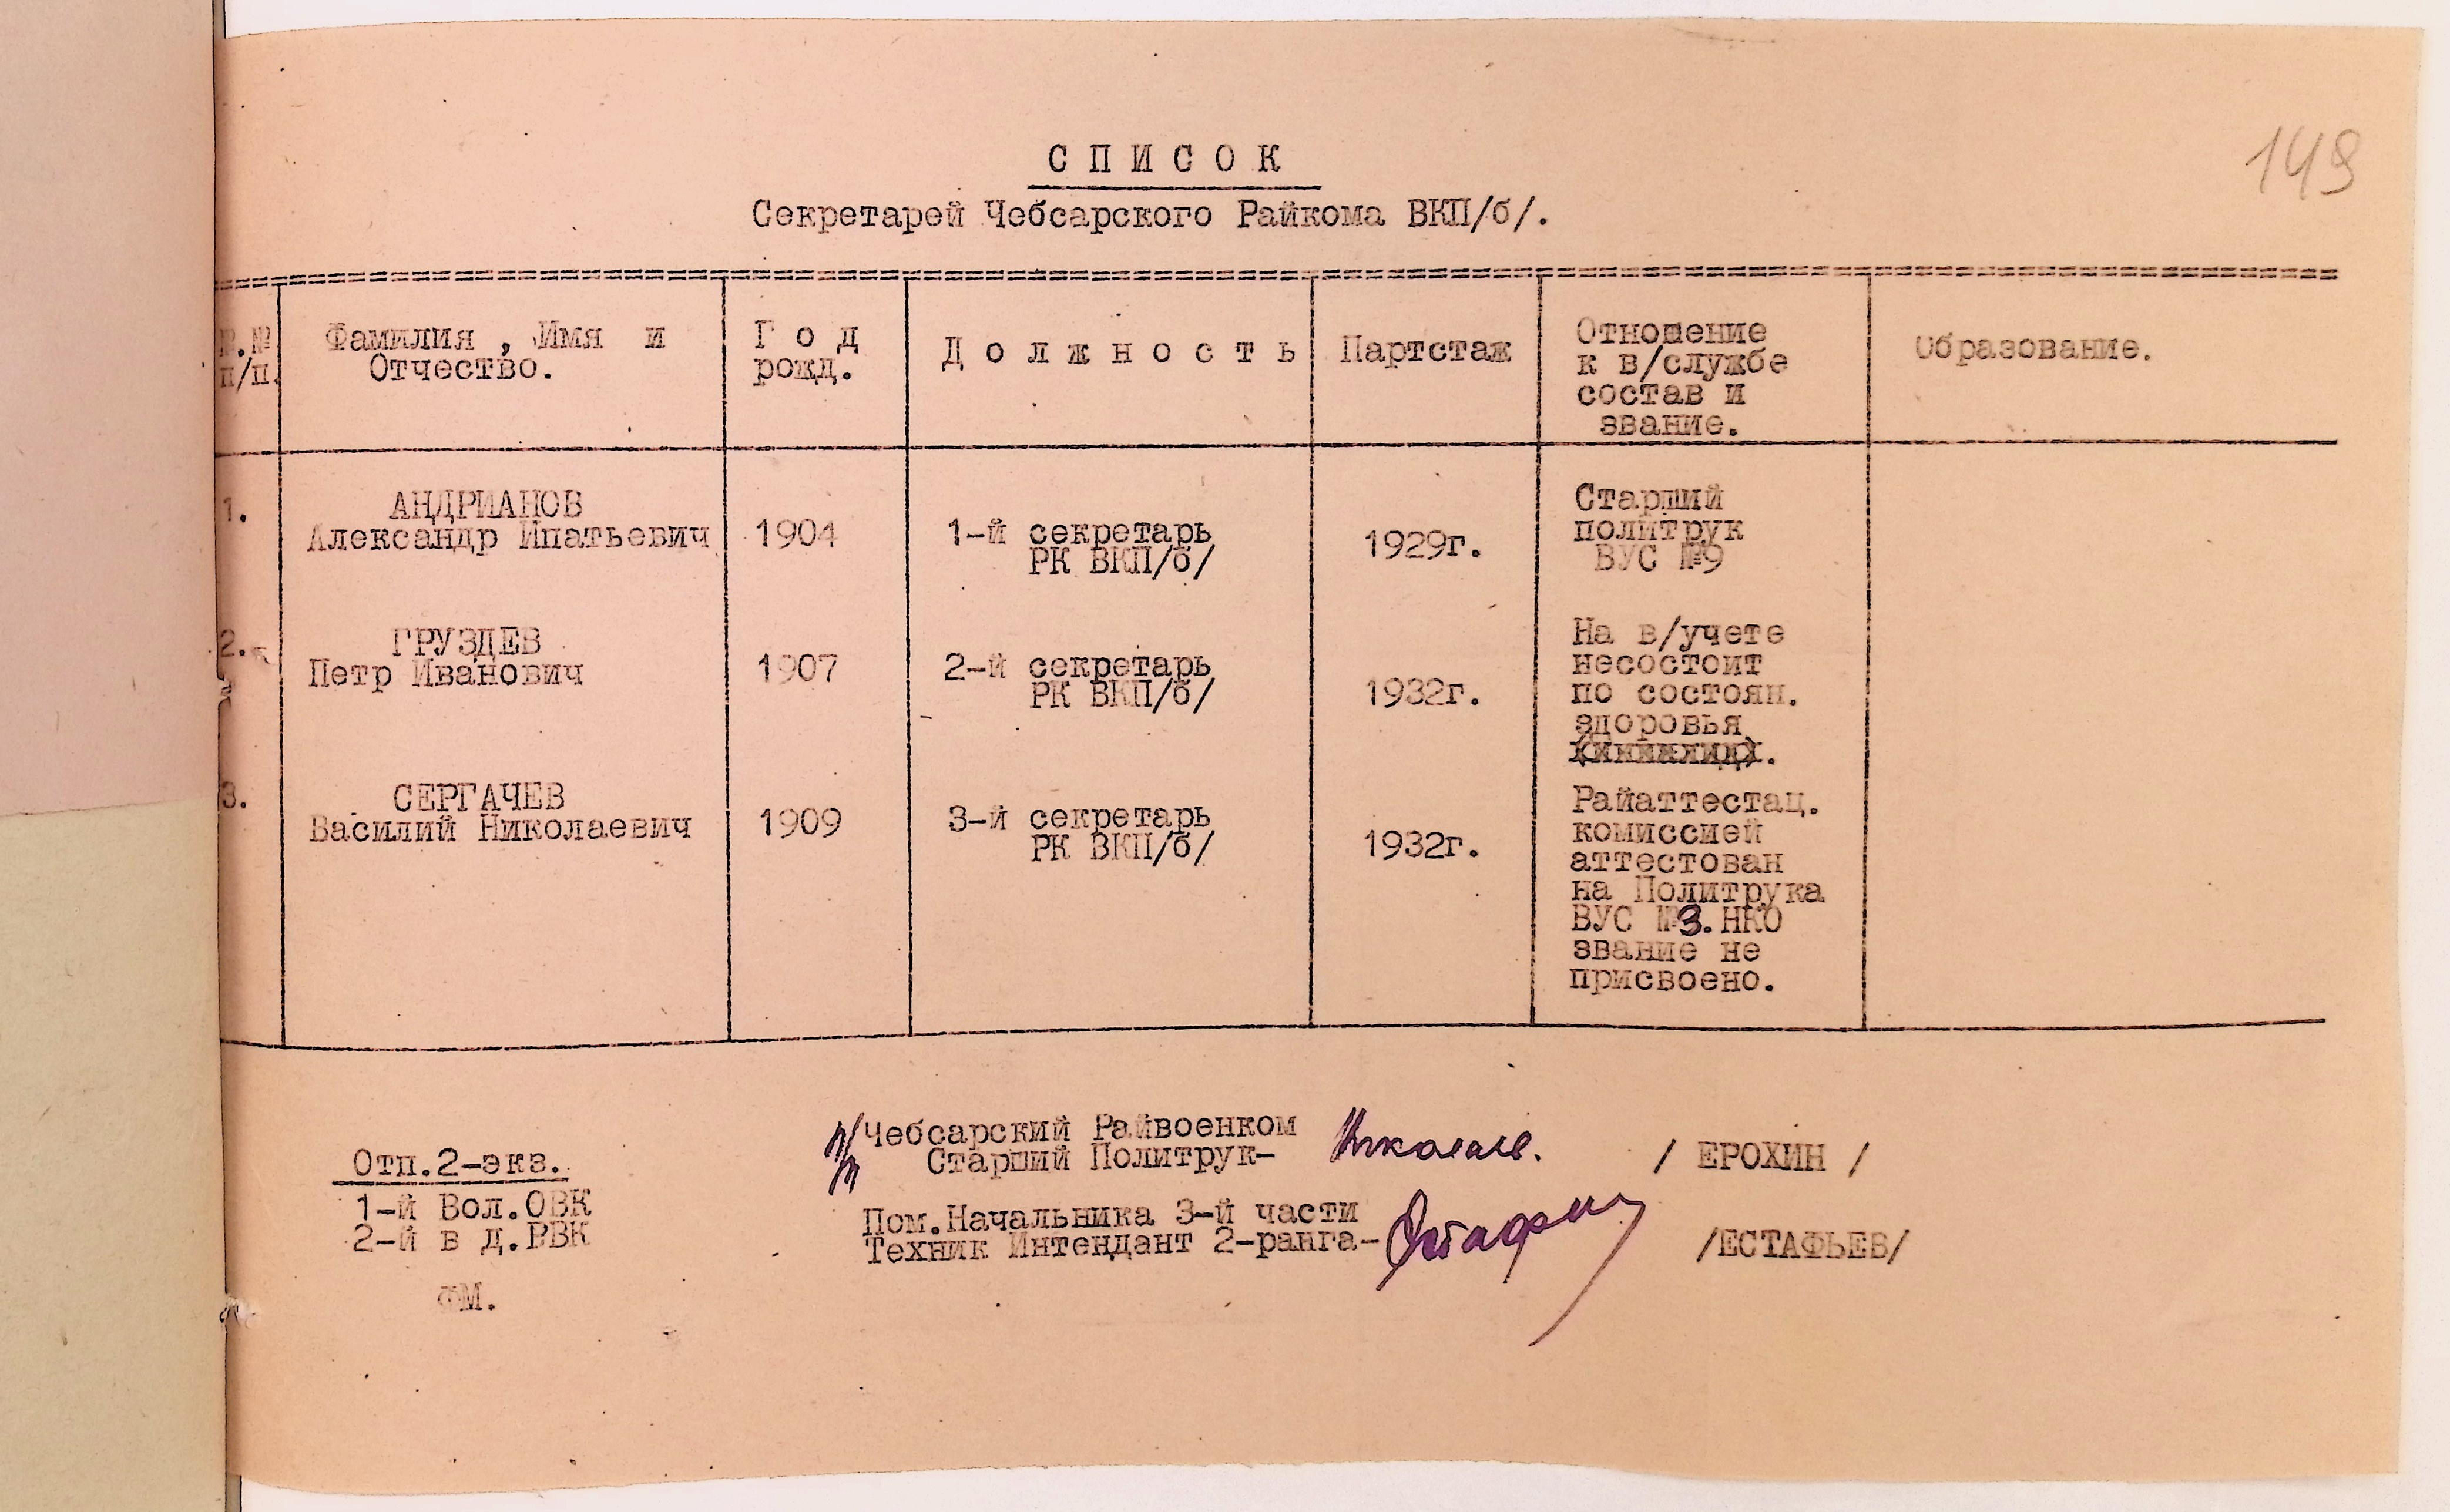 149
С П И С О К
Секретарей Чебсарского Райкома ВКП/б/.
№.№ п/п.
Фамилия , Имя и
Отчество.
Г о д
рожд.
Д о л ж н о с т ь
Партстаж
Отношение
к в/службе
состав и
звание.
Образование.
1.
АНДРИАНОВ
Александр Ипатьевич
1904
1-й секретарь
РК ВКП/б/
1929г.
Старший
политрук
ВУС №9
2.
ГРУЗДЕВ
Петр Иванович
1907
2-й секретарь
РК ВКП/б/
1932г.
На в/учете
несостоит
по состоян.
здоровья
3.
СЕРГАЧЕВ
Василий Николаевич
1909
3-й секретарь
РК ВКП/б/
1932г.
Райаттестац.
комиссией
аттестован
на Политрука
ВУС №3. НКО
звание не
присвоено.
Отп.2-экз.
1-й Вол.ОВК
2-й в д.РВК
ФМ.
Чебсарский Райвоенком
Старший Политрук-
/ ЕРОХИН /
Пом.Начальника 3-й части
Техник Интендант 2-ранга-
/ЕСТАФЬЕВ/